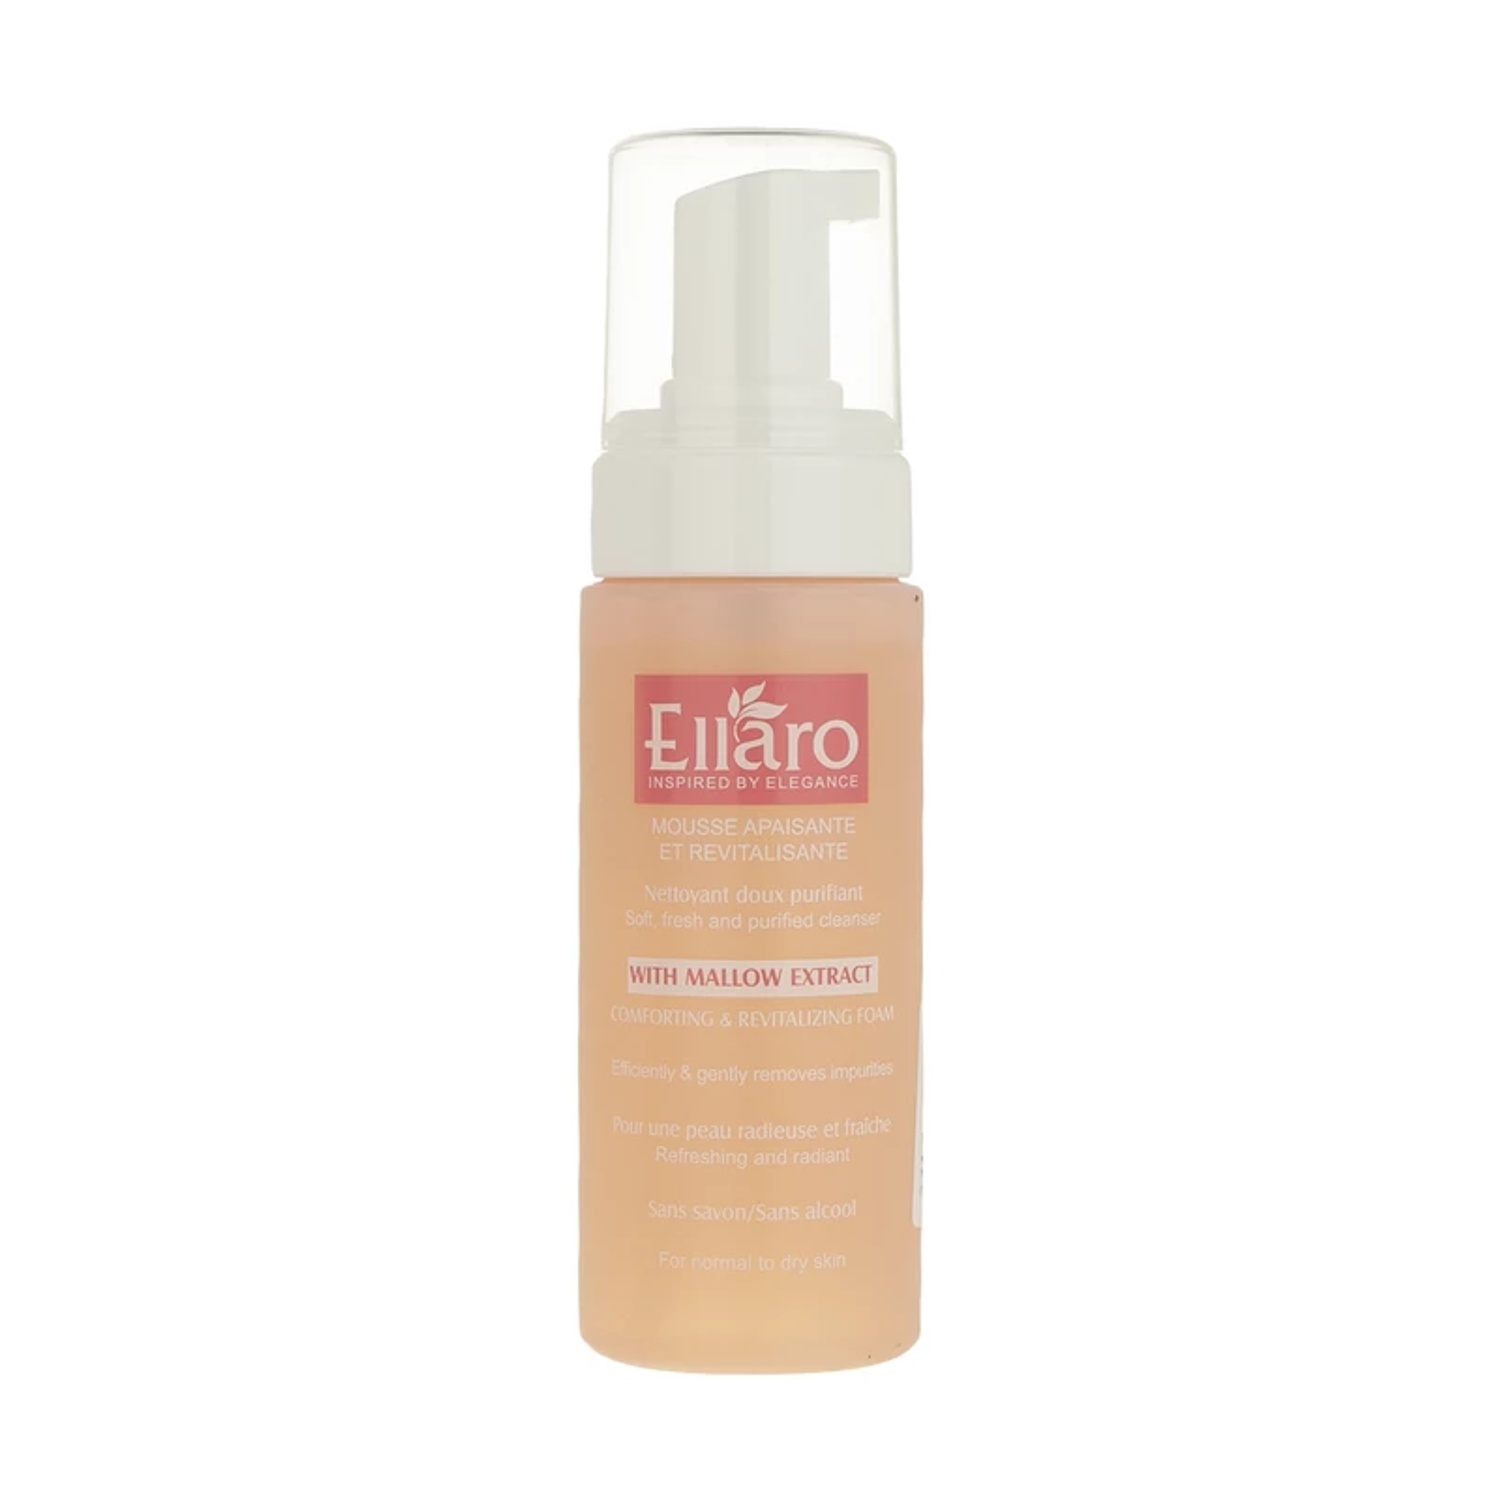 Ellaro
INSPIRED BY ELEGANCE
MOUSSE APAISANTE
ET REVITALISANTE
Nettoyant doux purifiant
Soft, fresh and purified cleanser
WITH MALLOW EXTRACT
COMFORTING & REVITALIZING FOAM
Efficiently & gently removes impurities
Pour une peau radieuse et fraîche
Refreshing and radiant
Sans savon/Sans alcool
For normal to dry skin